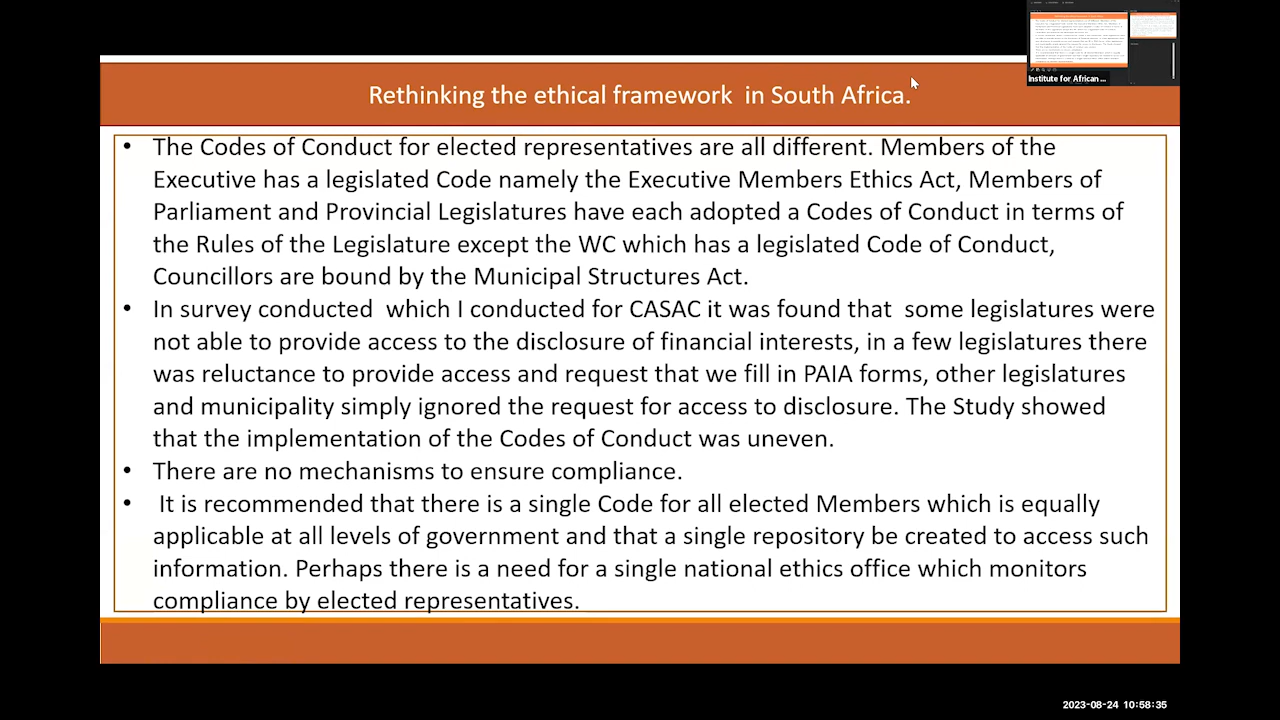 Institute for African ...
Rethinking the ethical framework  in South Africa.
• The Codes of Conduct for elected representatives are all different. Members of the
Executive has a legislated Code namely the Executive Members Ethics Act, Members of
Parliament and Provincial Legislatures have each adopted a Codes of Conduct in terms of
the Rules of the Legislature except the WC which has a legislated Code of Conduct,
Councillors are bound by the Municipal Structures Act.
• In survey conducted  which I conducted for CASAC it was found that  some legislatures were
not able to provide access to the disclosure of financial interests, in a few legislatures there
was reluctance to provide access and request that we fill in PAIA forms, other legislatures
and municipality simply ignored the request for access to disclosure. The Study showed
that the implementation of the Codes of Conduct was uneven.
• There are no mechanisms to ensure compliance.
• It is recommended that there is a single Code for all elected Members which is equally
applicable at all levels of government and that a single repository be created to access such
information. Perhaps there is a need for a single national ethics office which monitors
compliance by elected representatives.
2023-08-24 10:58:35